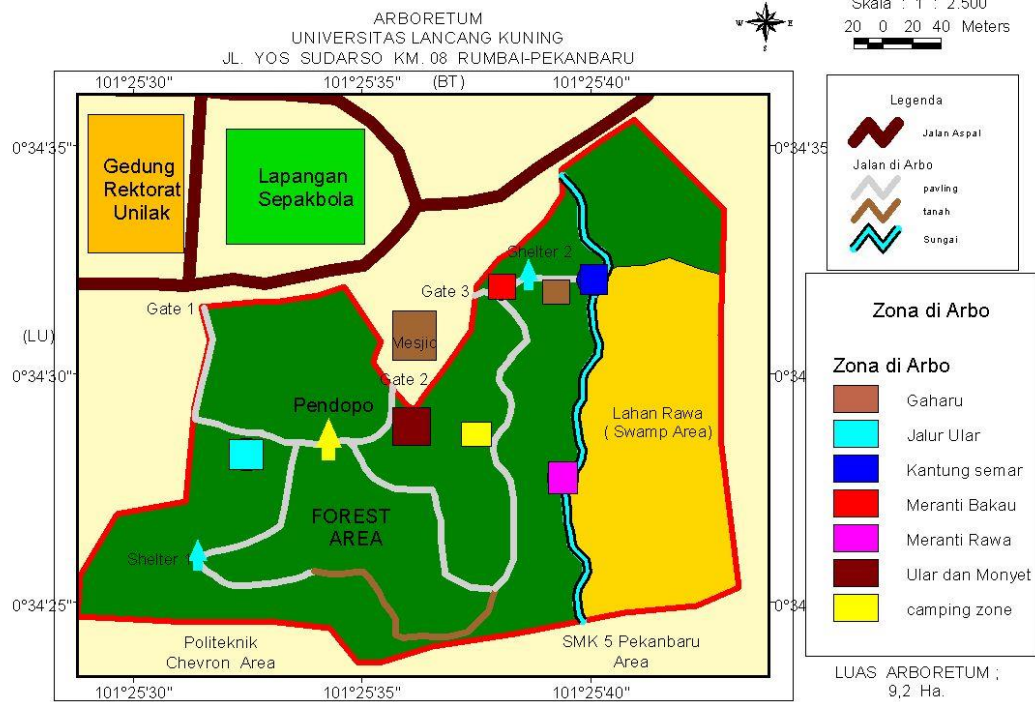 ARBORETUM
UNIVERSITAS LANCANG KUNING
JL. YOS SUDARSO KM. 08 RUMBAI-PEKANBARU
(BT)
W
E
S
Skala : 1 : 2.500
20 0 20 40 Meters
101°25'30"
101°25'35"
101°25'40"
0°34'35"
0°34'35"
Gedung
Rektorat
Unilak
Lapangan
Sepakbola
Shelter 2
Gate 1
Gate 3
(LU)
Mesjid
0°34'30"
0°34
Gate 2
Pendopo
Lahan Rawa
( Swamp Area)
FOREST
AREA
Shelter 1
0°34'25"
0°34
Politeknik
Chevron Area
SMK 5 Pekanbaru
Area
101°25'30"
101°25'35"
101°25'40"
Legenda
Jalan Aspal
Jalan di Arbo
pavling
tanah
Sungai
Zona di Arbo
Zona di Arbo
Gaharu
Jalur Ular
Kantung semar
Meranti Bakau
Meranti Rawa
Ular dan Monyet
camping zone
LUAS ARBORETUM ;
9,2 Ha.